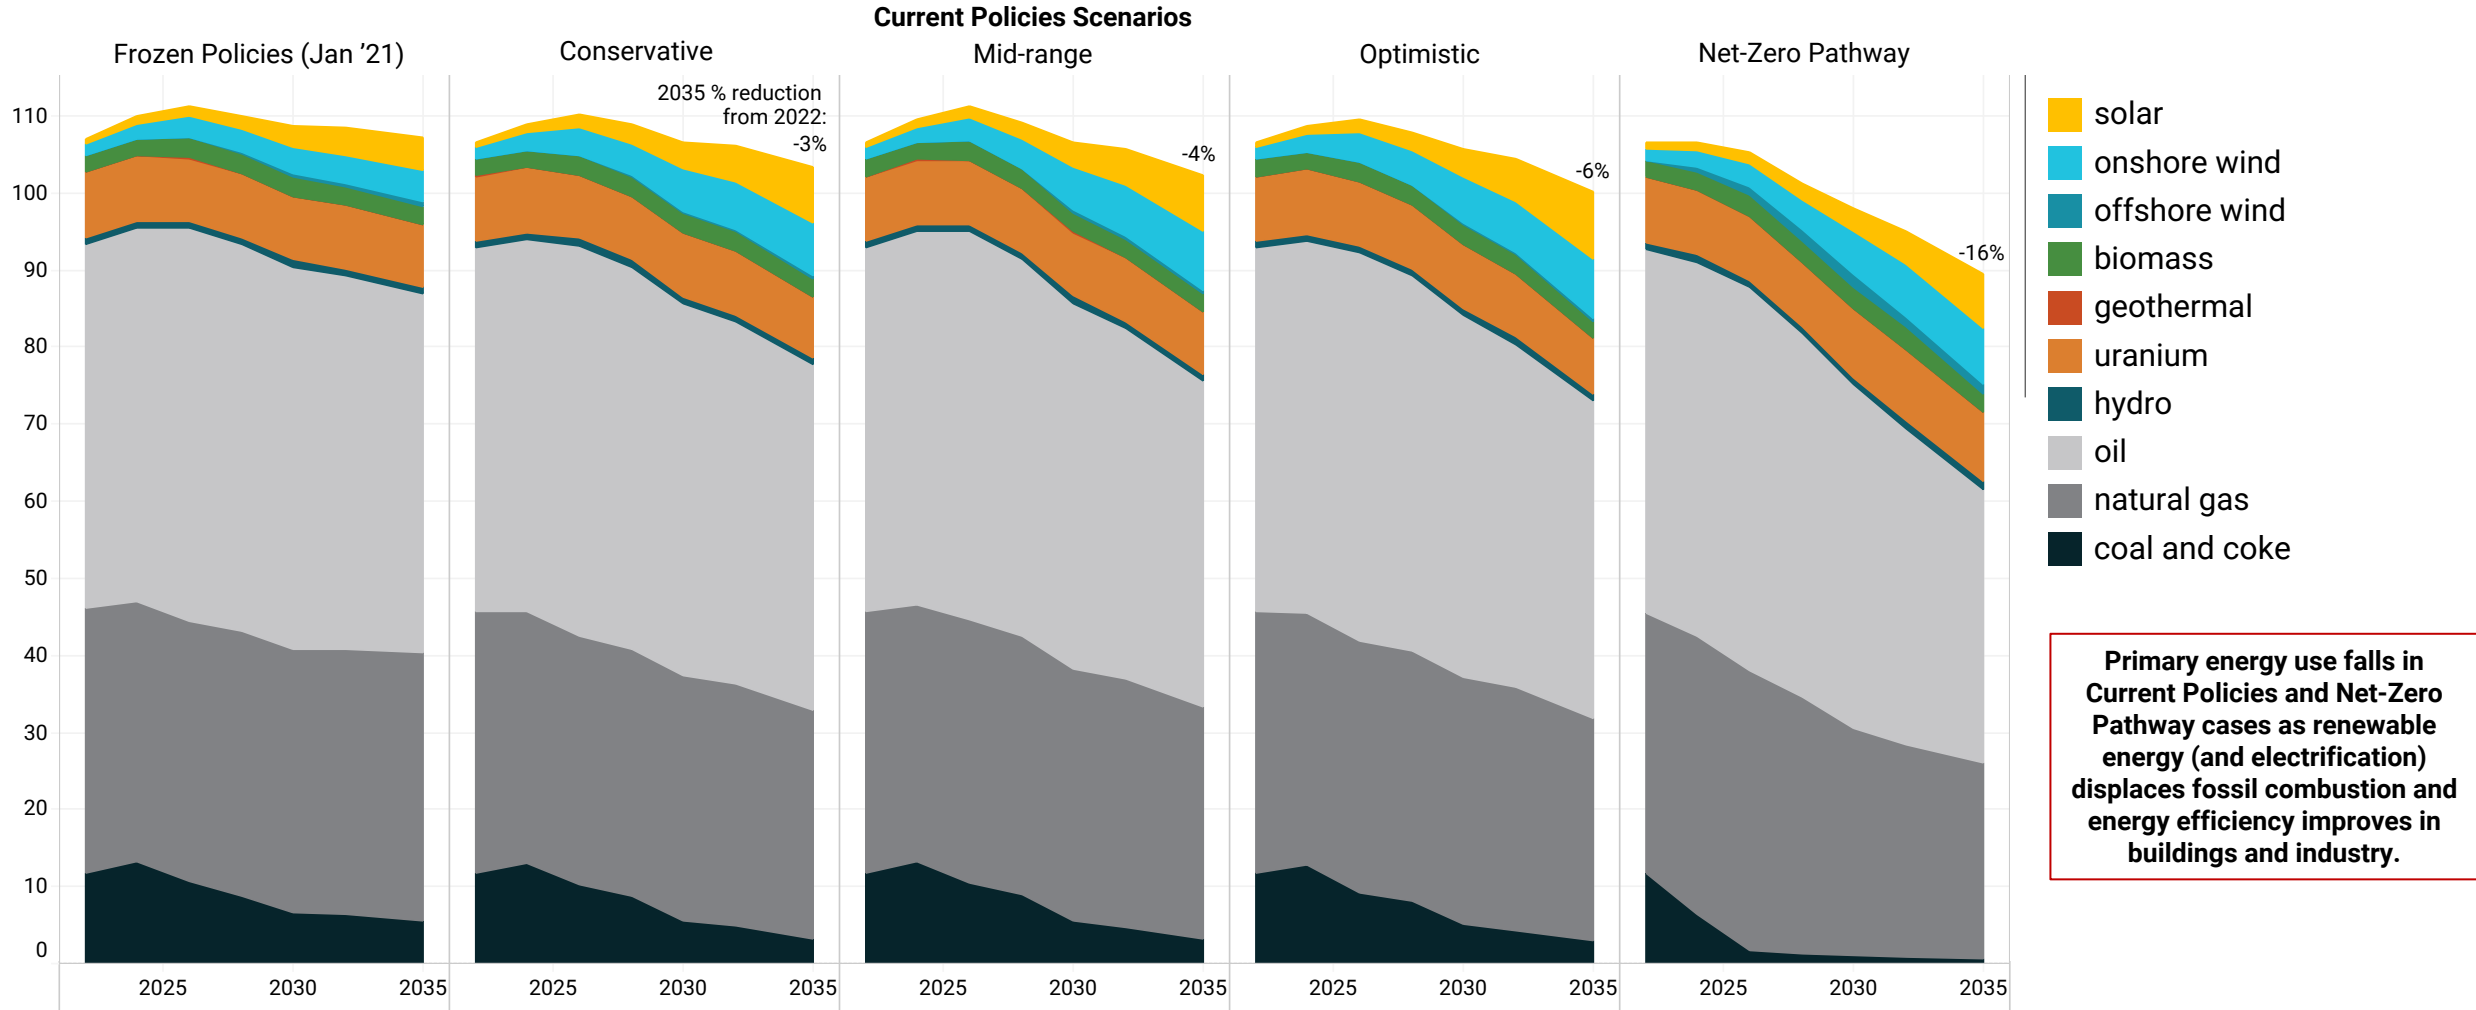 Current Policies Scenarios
Frozen Policies (Jan ’21)
Conservative
Mid-range
Optimistic
Net-Zero Pathway
2035 % reduction
from 2022:
-3%
-4%
-6%
-16%
110
100
90
80
70
60
50
40
30
20
10
0
2025 2030 2035
2025 2030 2035
2025 2030 2035
2025 2030 2035
2025 2030 2035
solar
onshore wind
offshore wind
biomass
geothermal
uranium
hydro
oil
natural gas
coal and coke
Primary energy use falls in
Current Policies and Net-Zero
Pathway cases as renewable
energy (and electrification)
displaces fossil combustion and
energy efficiency improves in
buildings and industry.